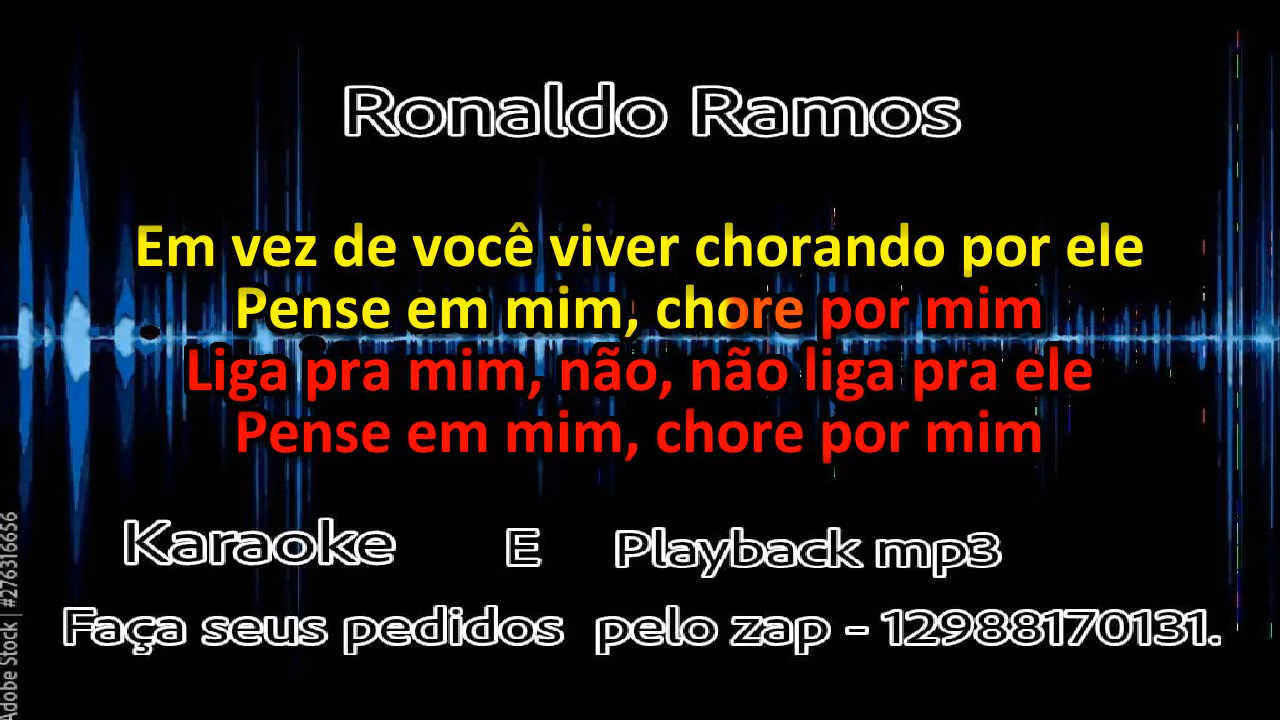 Ronaldo Ramos
Em vez de você viver chorando por ele
Pense em mim, chore por mim
Liga pra mim, não, não liga pra ele
Pense em mim, chore por mim
Karaoke E Playback mp3
Faça seus pedidos pelo zap - 12988170131.
Adobe Stock | #276316656